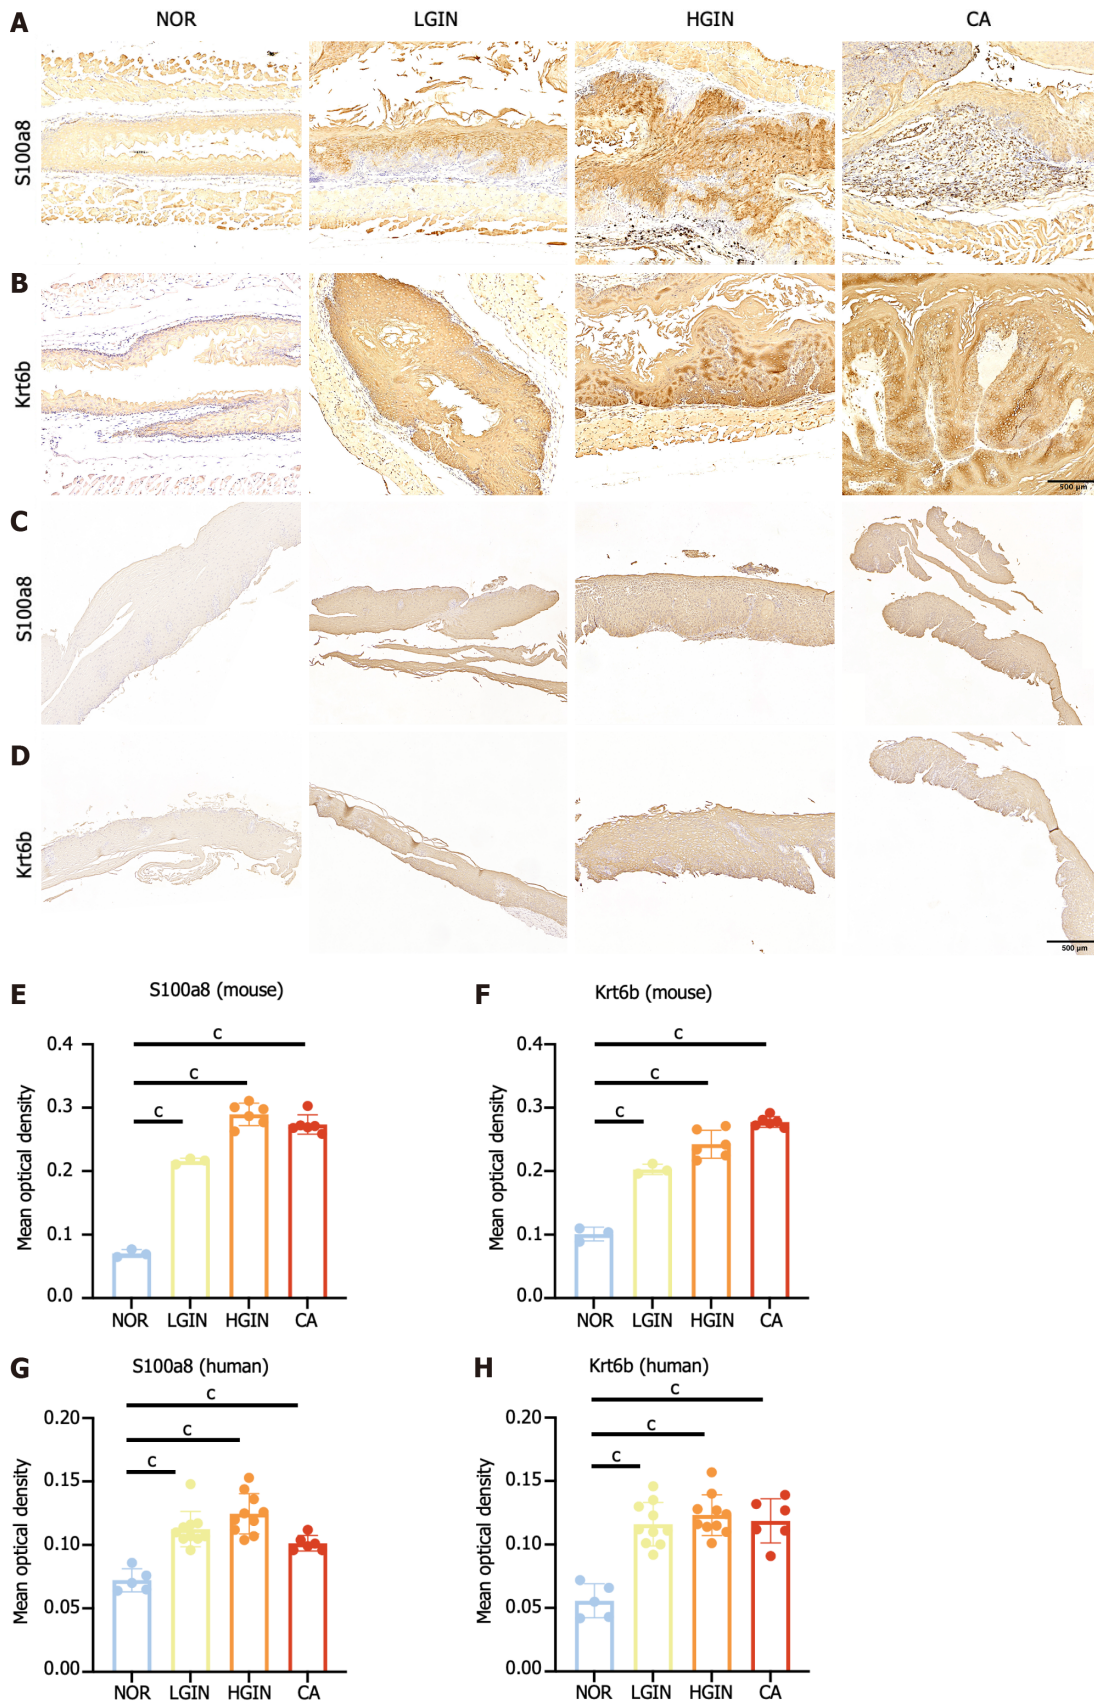 A NOR LGIN HGIN CA
S100a8
B
Krt6b
500 µm
C
S100a8
D
Krt6b
500 µm
E S100a8 (mouse)
c
c
c
Mean optical density
0.4
0.3
0.2
0.1
0.0
NOR LGIN HGIN CA
F Krt6b (mouse)
c
c
c
Mean optical density
0.4
0.3
0.2
0.1
0.0
NOR LGIN HGIN CA
G S100a8 (human)
c
c
c
Mean optical density
0.20
0.15
0.10
0.05
0.00
NOR LGIN HGIN CA
H Krt6b (human)
c
c
c
Mean optical density
0.20
0.15
0.10
0.05
0.00
NOR LGIN HGIN CA